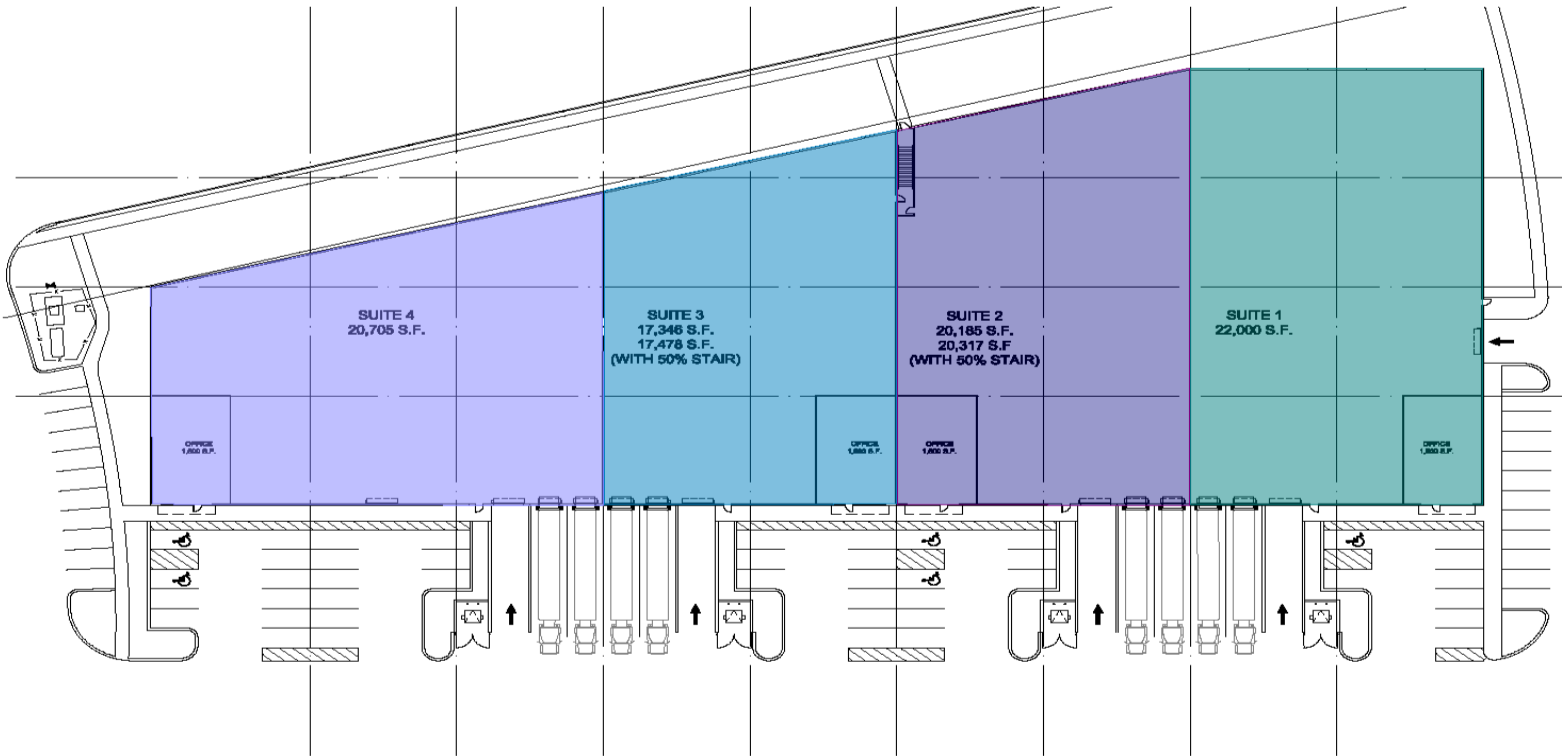 SUITE 4
20,705 S.F.
SUITE 3
17,346 S.F.
17,478 S.F.
(WITH 50% STAIR)
SUITE 2
20,185 S.F.
20,317 S.F
(WITH 50% STAIR)
SUITE 1
22,000 S.F.
OFFICE
S.F.
OFFICE
S.F.
OFFICE
S.F.
OFFICE
S.F.